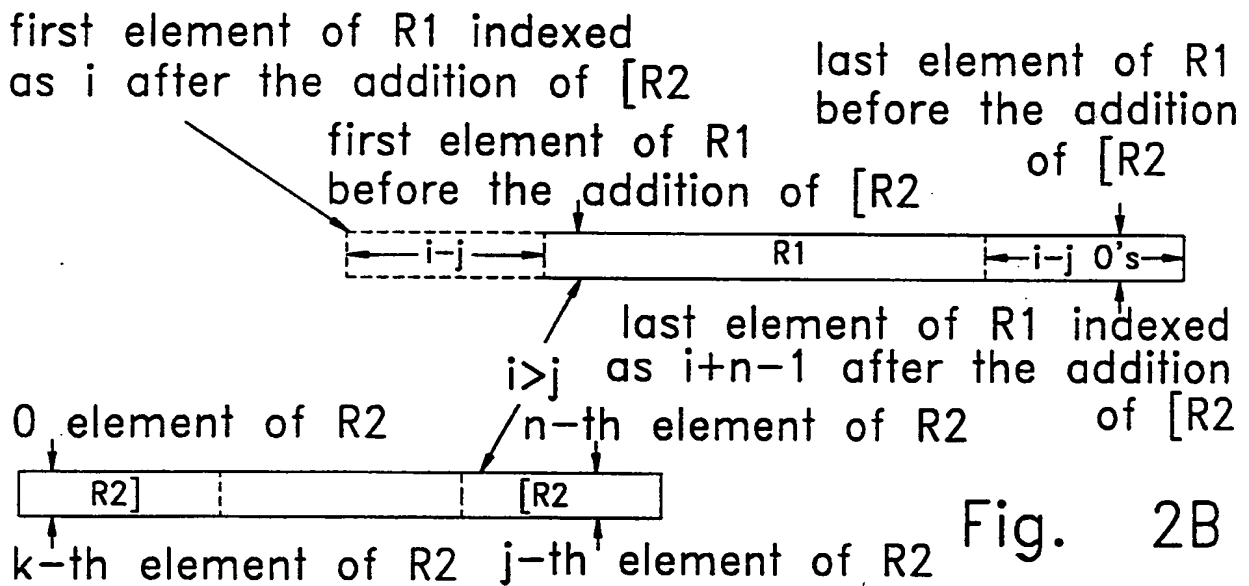 first element of R1 indexed
as i after the addition of [R2
last element of R1
before the addition
of [R2
first element of R1
before the addition of [R2
i-j
R1
i-j 0's
last element of R1 indexed
as i+n-1 after the addition
of [R2
i>j
0 element of R2
n-th element of R2
R2]
[R2
k-th element of R2
j-th element of R2
Fig. 2B